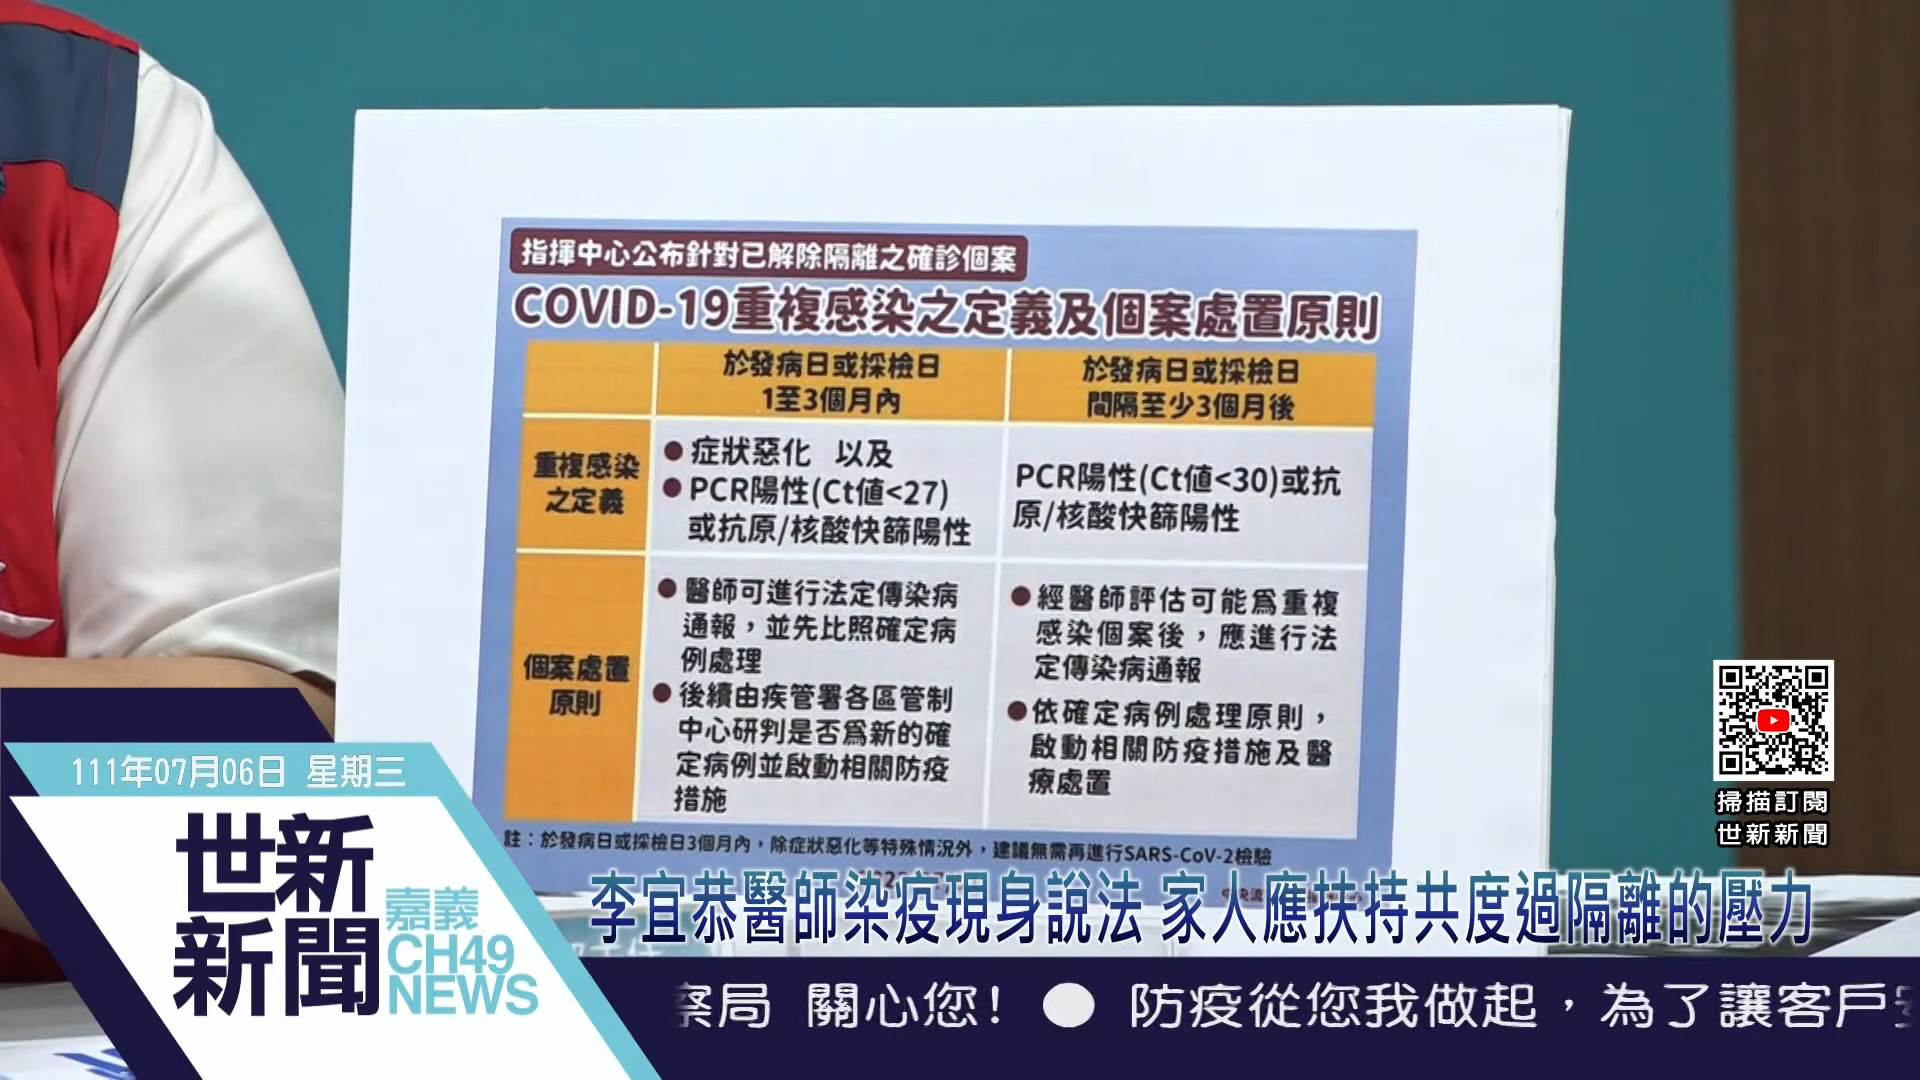 指揮中心公布針對已解除隔離之確診個案
COVID-19重複感染之定義及個案處置原則
於發病日或採檢日
1至3個月內
於發病日或採檢日
間隔至少3個月後
重複感染
之定義
症狀惡化 以及
PCR陽性(Ct值<27)
或抗原/核酸快篩陽性
PCR陽性(Ct值<30)或抗
原/核酸快篩陽性
個案處置
原則
醫師可進行法定傳染病
通報，並先比照確定病
例處理
後續由疾管署各區管制
中心研判是否為新的確
定病例並啟動相關防疫
措施
經醫師評估可能為重複
感染個案後，應進行法
定傳染病通報
依確定病例處理原則，
啟動相關防疫措施及醫
療處置
註：於發病日或採檢日3個月內，除症狀惡化等特殊情況外，建議無需再進行SARS-CoV-2檢驗
掃描訂閱
世新新聞
111年07月06日 星期三
世新
新聞
嘉義
CH49
NEWS
李宜恭醫師染疫現身說法 家人應扶持共度過隔離的壓力
察局 關心您! ● 防疫從您我做起，為了讓客戶